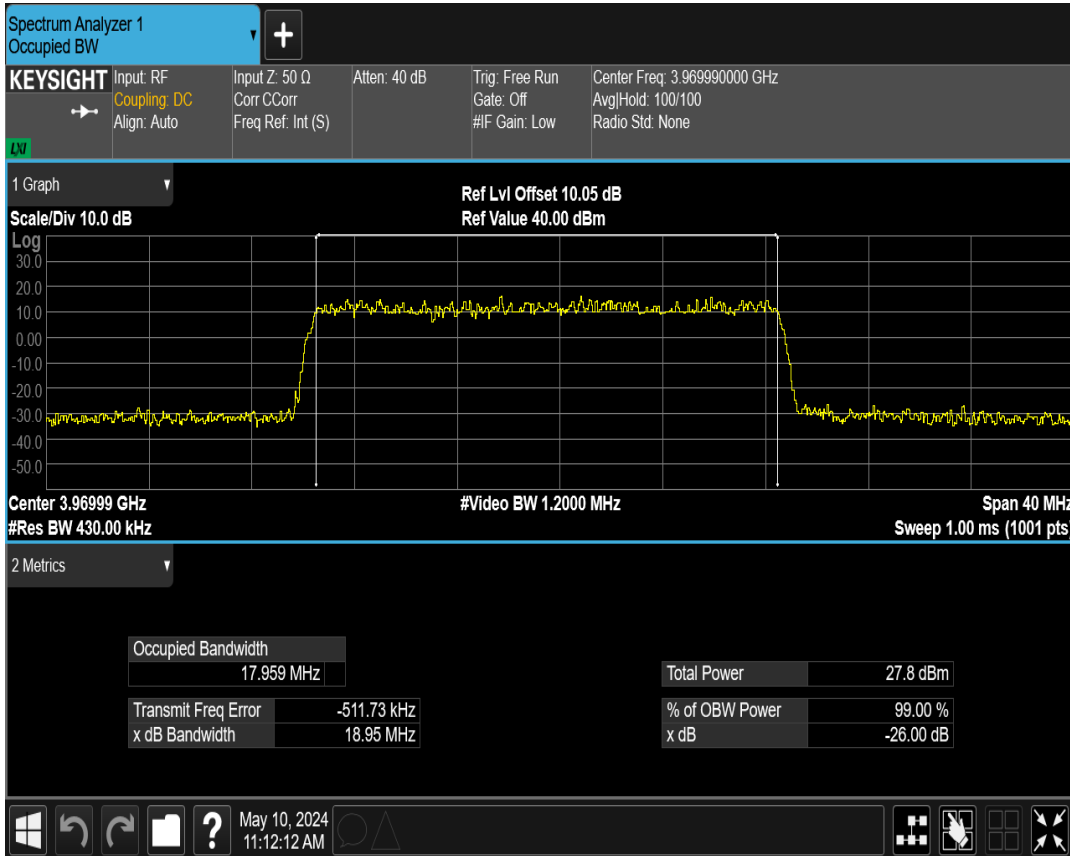 Spectrum Analyzer 1
Occupied BW
KEYSIGHT
LXI
Input: RF
Coupling: DC
Align: Auto
Input Z: 50 Ω
Corr CCorr
Freq Ref: Int (S)
Atten: 40 dB
Trig: Free Run
Gate: Off
#IF Gain: Low
Center Freq: 3.969990000 GHz
Avg|Hold: 100/100
Radio Std: None
1 Graph
Scale/Div 10.0 dB
Ref Lvl Offset 10.05 dB
Ref Value 40.00 dBm
Log
30.0
20.0
10.0
0.00
-10.0
-20.0
-30.0
-40.0
-50.0
Center 3.96999 GHz
#Video BW 1.2000 MHz
Span 40 MHz
#Res BW 430.00 kHz
Sweep 1.00 ms (1001 pts)
2 Metrics
Occupied Bandwidth
17.959 MHz
Total Power 27.8 dBm
Transmit Freq Error -511.73 kHz
% of OBW Power 99.00 %
x dB Bandwidth 18.95 MHz
x dB -26.00 dB
?
May 10, 2024
11:12:12 AM